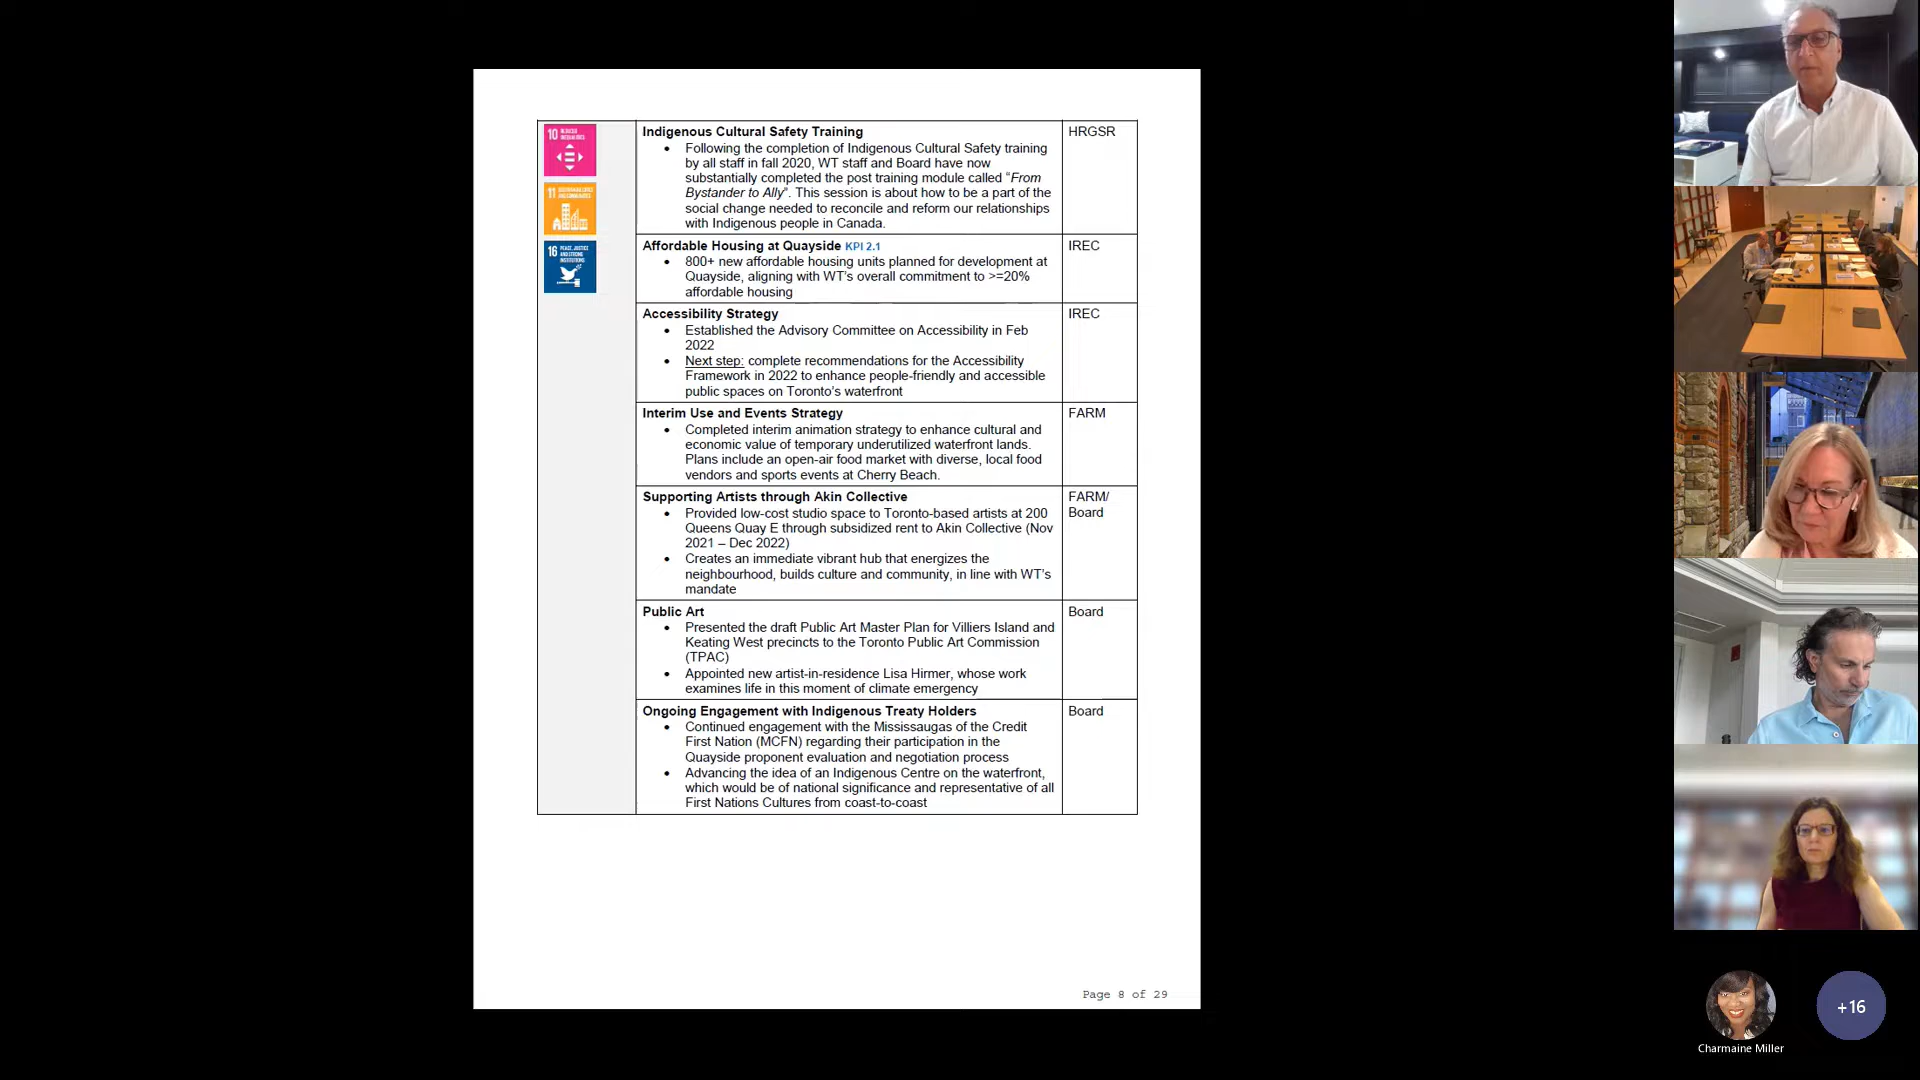 10 REDUCED INEQUALITIES
Indigenous Cultural Safety Training
HRGSR
• Following the completion of Indigenous Cultural Safety training
by all staff in fall 2020, WT staff and Board have now
substantially completed the post training module called “From
Bystander to Ally”. This session is about how to be a part of the
social change needed to reconcile and reform our relationships
with Indigenous people in Canada.
11
16 PEACE, JUSTICE
AND STRONG
INSTITUTIONS
Affordable Housing at Quayside KPI 2.1
IREC
• 800+ new affordable housing units planned for development at
Quayside, aligning with WT’s overall commitment to >=20%
affordable housing
Accessibility Strategy
IREC
• Established the Advisory Committee on Accessibility in Feb
2022
• Next step: complete recommendations for the Accessibility
Framework in 2022 to enhance people-friendly and accessible
public spaces on Toronto’s waterfront
Interim Use and Events Strategy
FARM
• Completed interim animation strategy to enhance cultural and
economic value of temporary underutilized waterfront lands.
Plans include an open-air food market with diverse, local food
vendors and sports events at Cherry Beach.
Supporting Artists through Akin Collective
FARM/
Board
• Provided low-cost studio space to Toronto-based artists at 200
Queens Quay E through subsidized rent to Akin Collective (Nov
2021 – Dec 2022)
• Creates an immediate vibrant hub that energizes the
neighbourhood, builds culture and community, in line with WT’s
mandate
Public Art
Board
• Presented the draft Public Art Master Plan for Villiers Island and
Keating West precincts to the Toronto Public Art Commission
(TPAC)
• Appointed new artist-in-residence Lisa Hirmer, whose work
examines life in this moment of climate emergency
Ongoing Engagement with Indigenous Treaty Holders
Board
• Continued engagement with the Mississaugas of the Credit
First Nation (MCFN) regarding their participation in the
Quayside proponent evaluation and negotiation process
• Advancing the idea of an Indigenous Centre on the waterfront,
which would be of national significance and representative of all
First Nations Cultures from coast-to-coast
Page 8 of 29
+16
Charmaine Miller